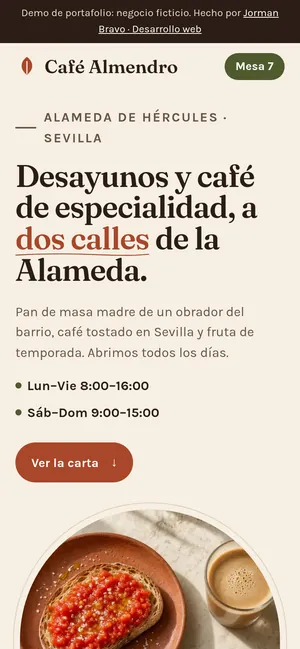 Demo de portafolio: negocio ficticio. Hecho por Jorman
Bravo · Desarrollo web
Café Almendro
Mesa 7
ALAMEDA DE HÉRCULES ·
SEVILLA
Desayunos y café
de especialidad, a
dos calles de la
Alameda.
Pan de masa madre de un obrador del
barrio, café tostado en Sevilla y fruta de
temporada. Abrimos todos los días.
Lun–Vie 8:00–16:00
Sáb–Dom 9:00–15:00
Ver la carta ↓